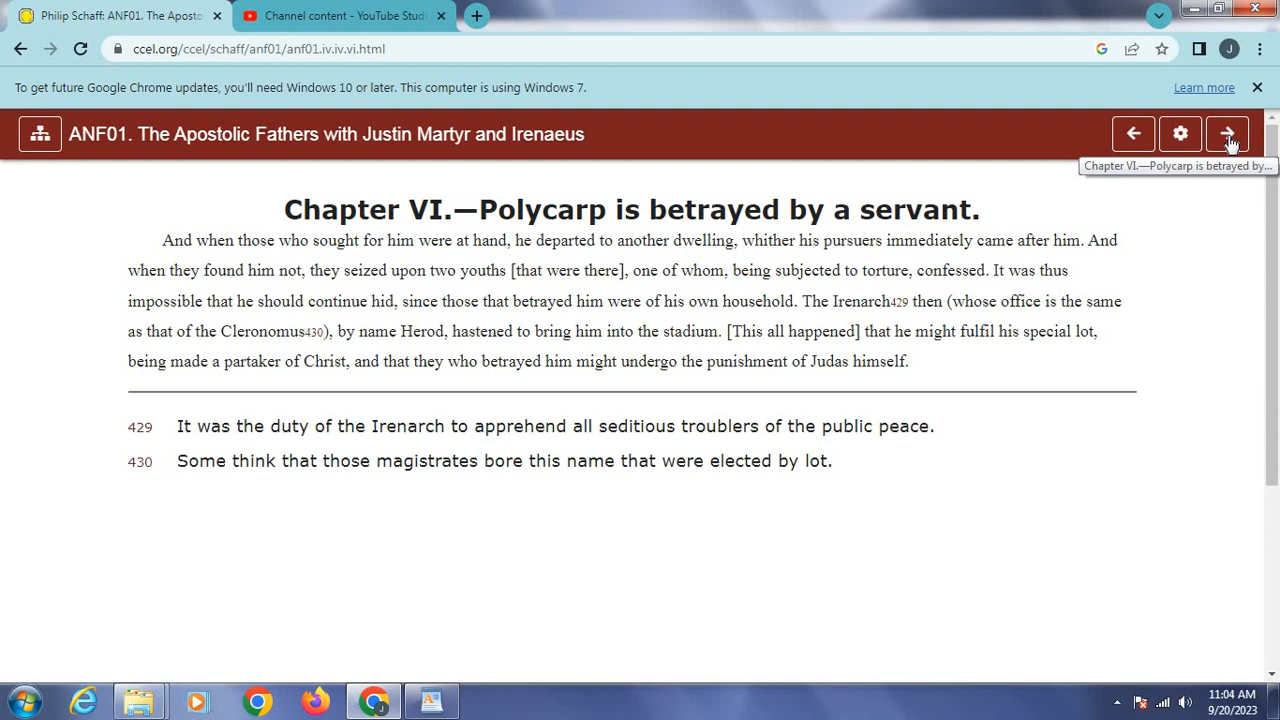 Philip Schaff: ANF01. The Aposto
Channel content - YouTube Studi
ccel.org/ccel/schaff/anf01/anf01.iv.iv.vi.html
J
To get future Google Chrome updates, you'll need Windows 10 or later. This computer is using Windows 7.
Learn more
ANF01. The Apostolic Fathers with Justin Martyr and Irenaeus
Chapter VI.—Polycarp is betrayed by...
Chapter VI.—Polycarp is betrayed by a servant.
And when those who sought for him were at hand, he departed to another dwelling, whither his pursuers immediately came after him. And
when they found him not, they seized upon two youths [that were there], one of whom, being subjected to torture, confessed. It was thus
impossible that he should continue hid, since those that betrayed him were of his own household. The Irenarch429 then (whose office is the same
as that of the Cleronomus430), by name Herod, hastened to bring him into the stadium. [This all happened] that he might fulfil his special lot,
being made a partaker of Christ, and that they who betrayed him might undergo the punishment of Judas himself.
429 It was the duty of the Irenarch to apprehend all seditious troublers of the public peace.
430 Some think that those magistrates bore this name that were elected by lot.
11:04 AM
9/20/2023